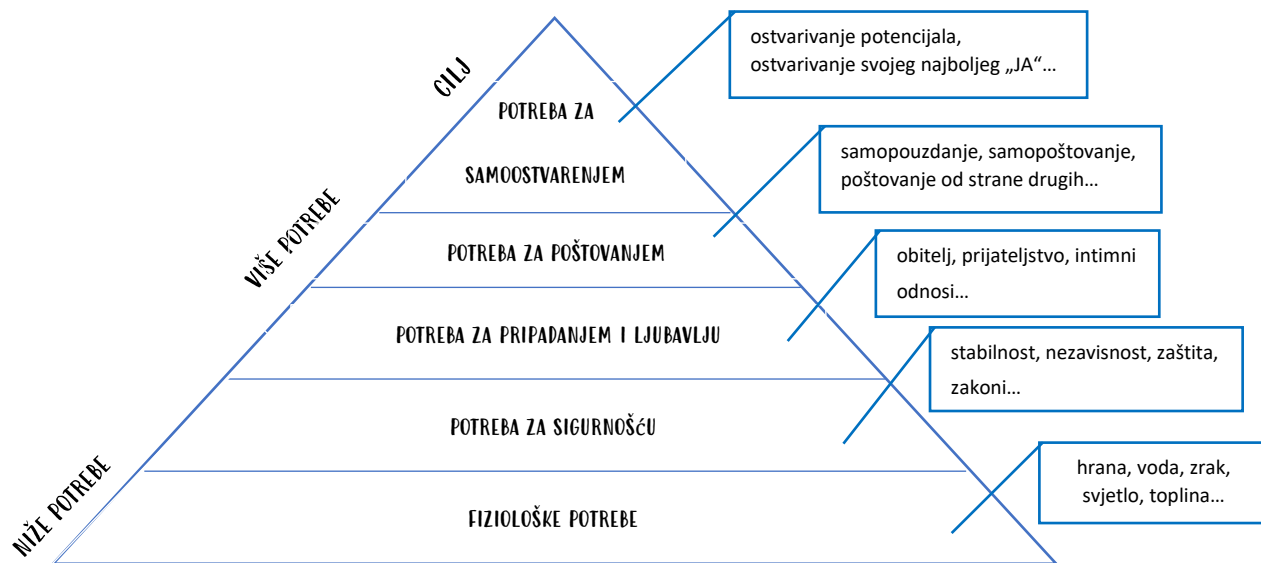 CILJ
ostvarivanje potencijala,
ostvarivanje svojeg najboljeg „JA“...
POTREBA ZA
SAMOOSTVARENJEM
samopouzdanje, samopoštovanje,
poštovanje od strane drugih...
VIŠE POTREBE
POTREBA ZA POŠTOVANJEM
obitelj, prijateljstvo, intimni
odnosi...
POTREBA ZA PRIPADANJEM I LJUBAVLJU
stabilnost, nezavisnost, zaštita,
zakoni...
POTREBA ZA SIGURNOŠćU
NIŽE POTREBE
hrana, voda, zrak,
svjetlo, toplina...
FIZIOLOŠKE POTREBE